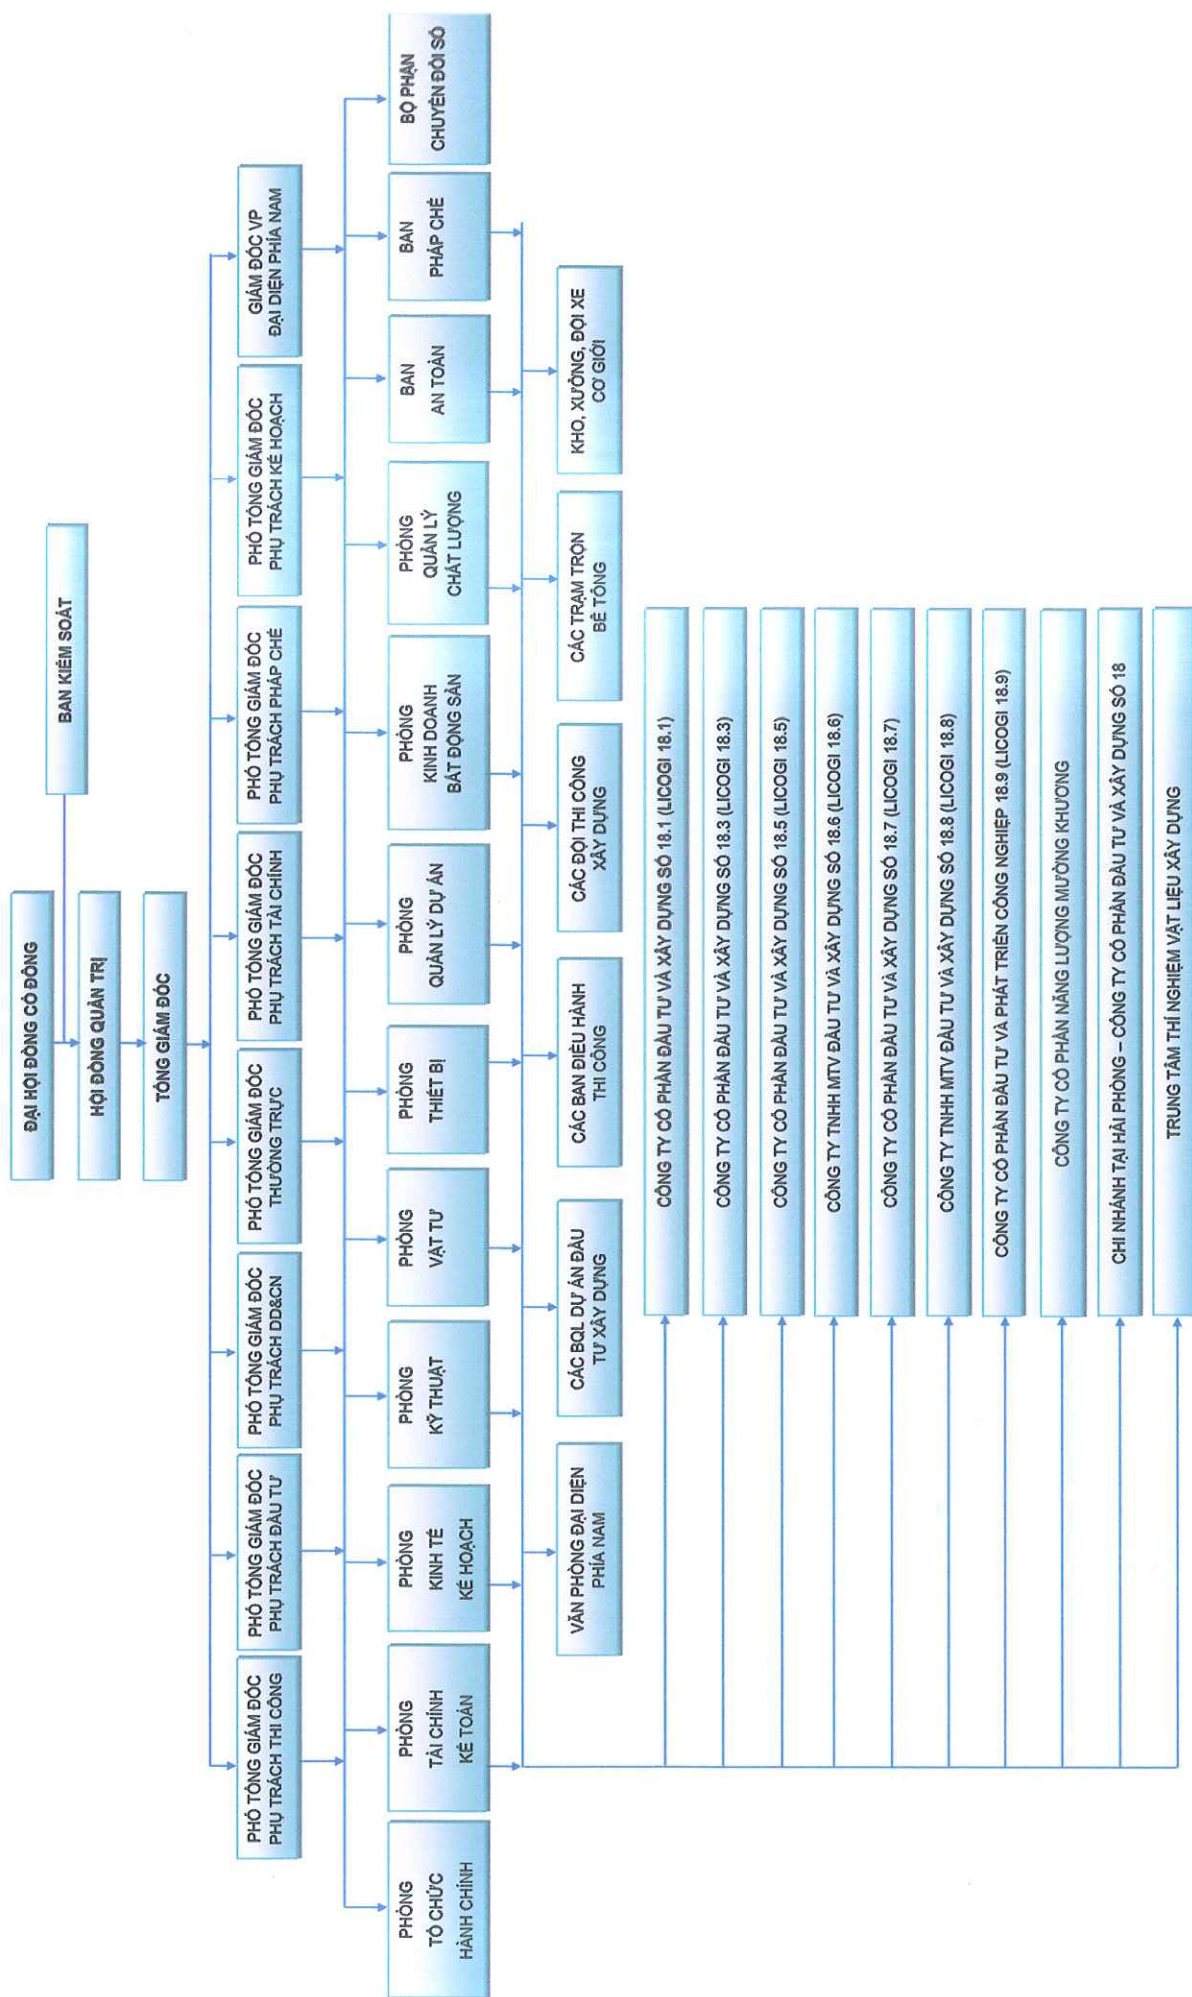 ĐẠI HỘI ĐỒNG CỔ ĐÔNG
BAN KIỂM SOÁT
HỘI ĐỒNG QUẢN TRỊ
TỔNG GIÁM ĐỐC
PHÓ TỔNG GIÁM ĐỐC
PHỤ TRÁCH THI CÔNG
PHÓ TỔNG GIÁM ĐỐC
PHỤ TRÁCH ĐẦU TƯ
PHÓ TỔNG GIÁM ĐỐC
PHỤ TRÁCH DD&CN
PHÓ TỔNG GIÁM ĐỐC
THƯỜNG TRỰC
PHÓ TỔNG GIÁM ĐỐC
PHỤ TRÁCH TÀI CHÍNH
PHÓ TỔNG GIÁM ĐỐC
PHỤ TRÁCH PHÁP CHẾ
PHÓ TỔNG GIÁM ĐỐC
PHỤ TRÁCH KẾ HOẠCH
GIÁM ĐỐC VP
ĐẠI DIỆN PHÍA NAM
PHÒNG
TỔ CHỨC
HÀNH CHÍNH
PHÒNG
TÀI CHÍNH
KẾ TOÁN
PHÒNG
KINH TẾ
KẾ HOẠCH
PHÒNG
KỸ THUẬT
PHÒNG
VẬT TƯ
PHÒNG
THIẾT BỊ
PHÒNG
QUẢN LÝ DỰ ÁN
PHÒNG
KINH DOANH
BẤT ĐỘNG SẢN
PHÒNG
QUẢN LÝ
CHẤT LƯỢNG
BAN
AN TOÀN
BAN
PHÁP CHẾ
BỘ PHẬN
CHUYỂN ĐỔI SỐ
VĂN PHÒNG ĐẠI DIỆN
PHÍA NAM
CÁC BQL DỰ ÁN ĐẦU
TƯ XÂY DỰNG
CÁC BAN ĐIỀU HÀNH
THI CÔNG
CÁC ĐỘI THI CÔNG
XÂY DỰNG
CÁC TRẠM TRỘN
BÊ TÔNG
KHO, XƯỞNG, ĐỘI XE
CƠ GIỚI
CÔNG TY CỔ PHẦN ĐẦU TƯ VÀ XÂY DỰNG SỐ 18.1 (LICOGI 18.1)
CÔNG TY CỔ PHẦN ĐẦU TƯ VÀ XÂY DỰNG SỐ 18.3 (LICOGI 18.3)
CÔNG TY CỔ PHẦN ĐẦU TƯ VÀ XÂY DỰNG SỐ 18.5 (LICOGI 18.5)
CÔNG TY TNHH MTV ĐẦU TƯ VÀ XÂY DỰNG SỐ 18.6 (LICOGI 18.6)
CÔNG TY CỔ PHẦN ĐẦU TƯ VÀ XÂY DỰNG SỐ 18.7 (LICOGI 18.7)
CÔNG TY TNHH MTV ĐẦU TƯ VÀ XÂY DỰNG SỐ 18.8 (LICOGI 18.8)
CÔNG TY CỔ PHẦN ĐẦU TƯ VÀ PHÁT TRIỂN CÔNG NGHIỆP 18.9 (LICOGI 18.9)
CÔNG TY CỔ PHẦN NĂNG LƯỢNG MƯỜNG KHƯƠNG
CHI NHÁNH TẠI HẢI PHÒNG – CÔNG TY CỔ PHẦN ĐẦU TƯ VÀ XÂY DỰNG SỐ 18
TRUNG TÂM THÍ NGHIỆM VẬT LIỆU XÂY DỰNG